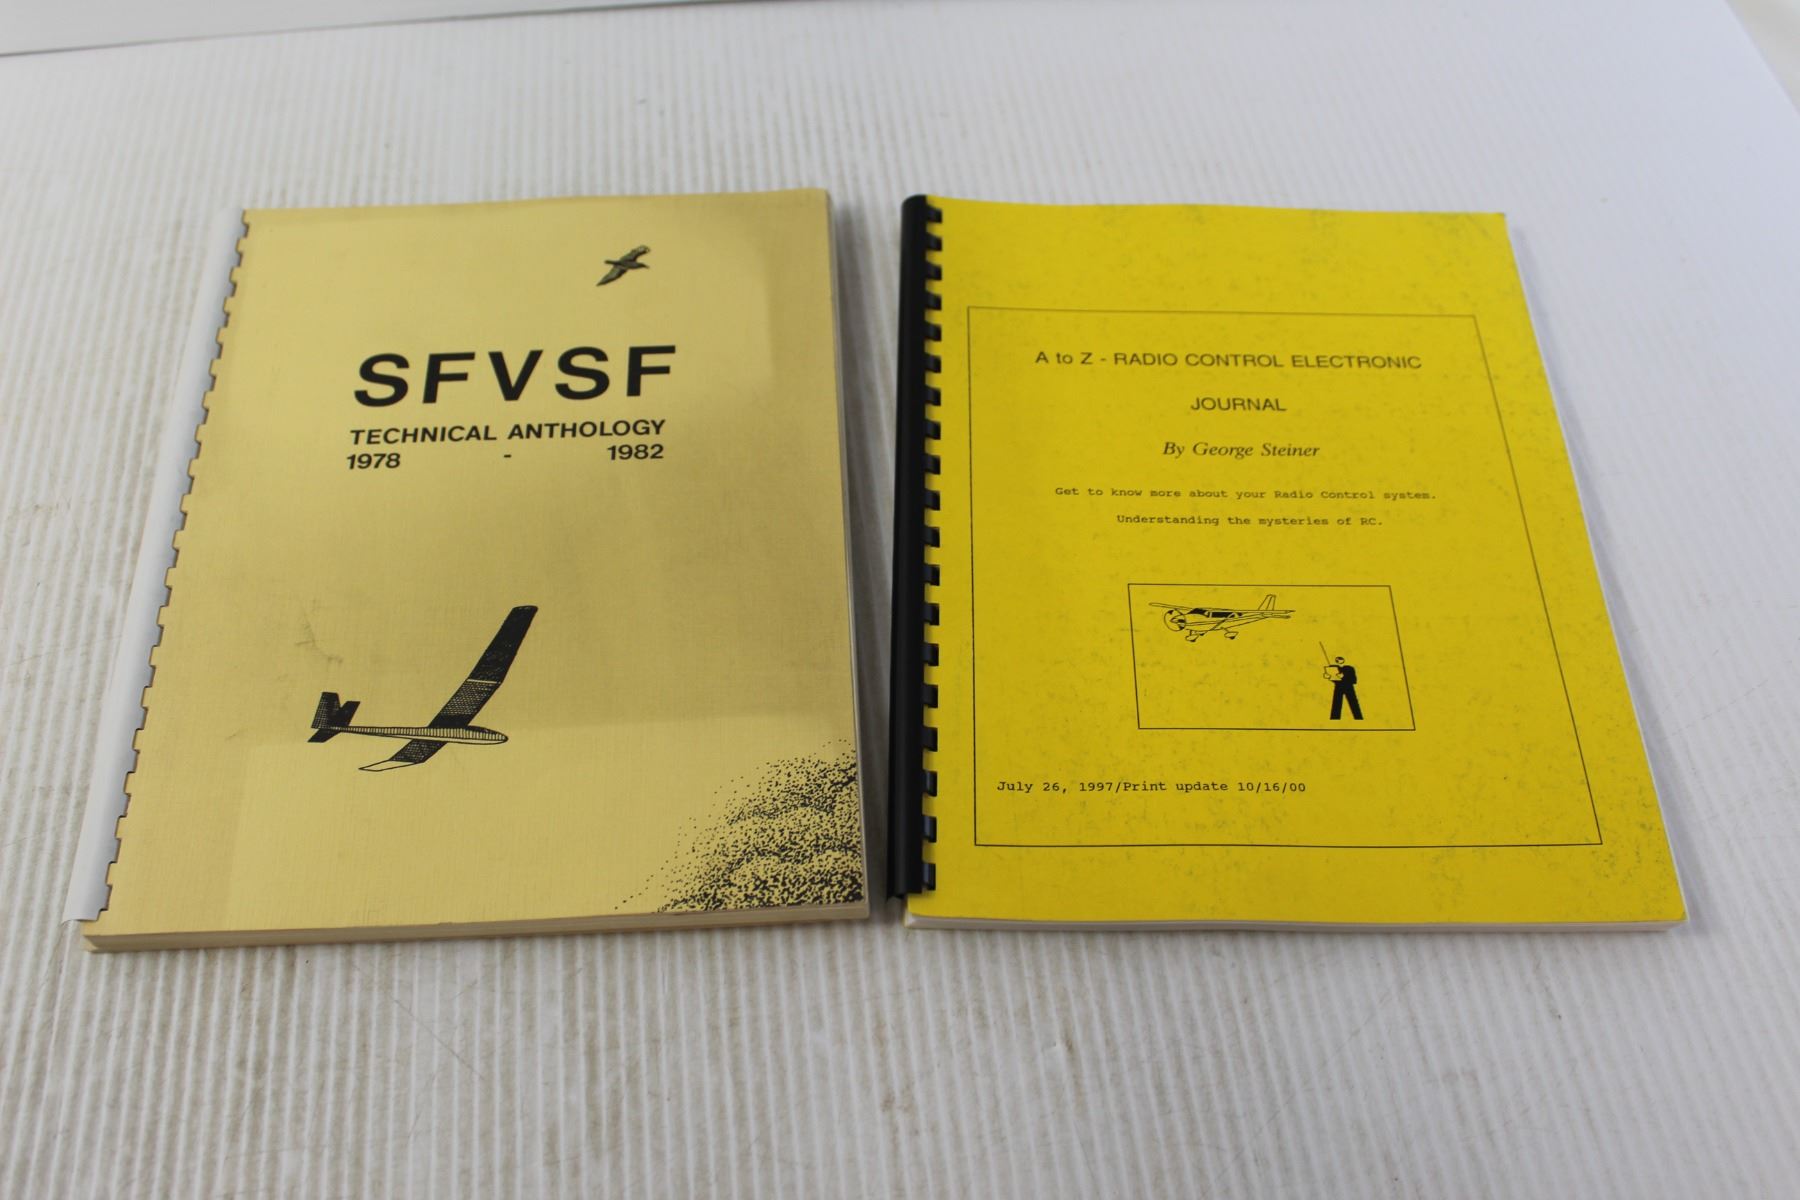 SFVSF
TECHNICAL ANTHOLOGY
1978 - 1982
A to Z - RADIO CONTROL ELECTRONIC
JOURNAL
By George Steiner
Get to know more about your Radio Control system.
Understanding the mysteries of RC.
July 26, 1997/Print update 10/16/00